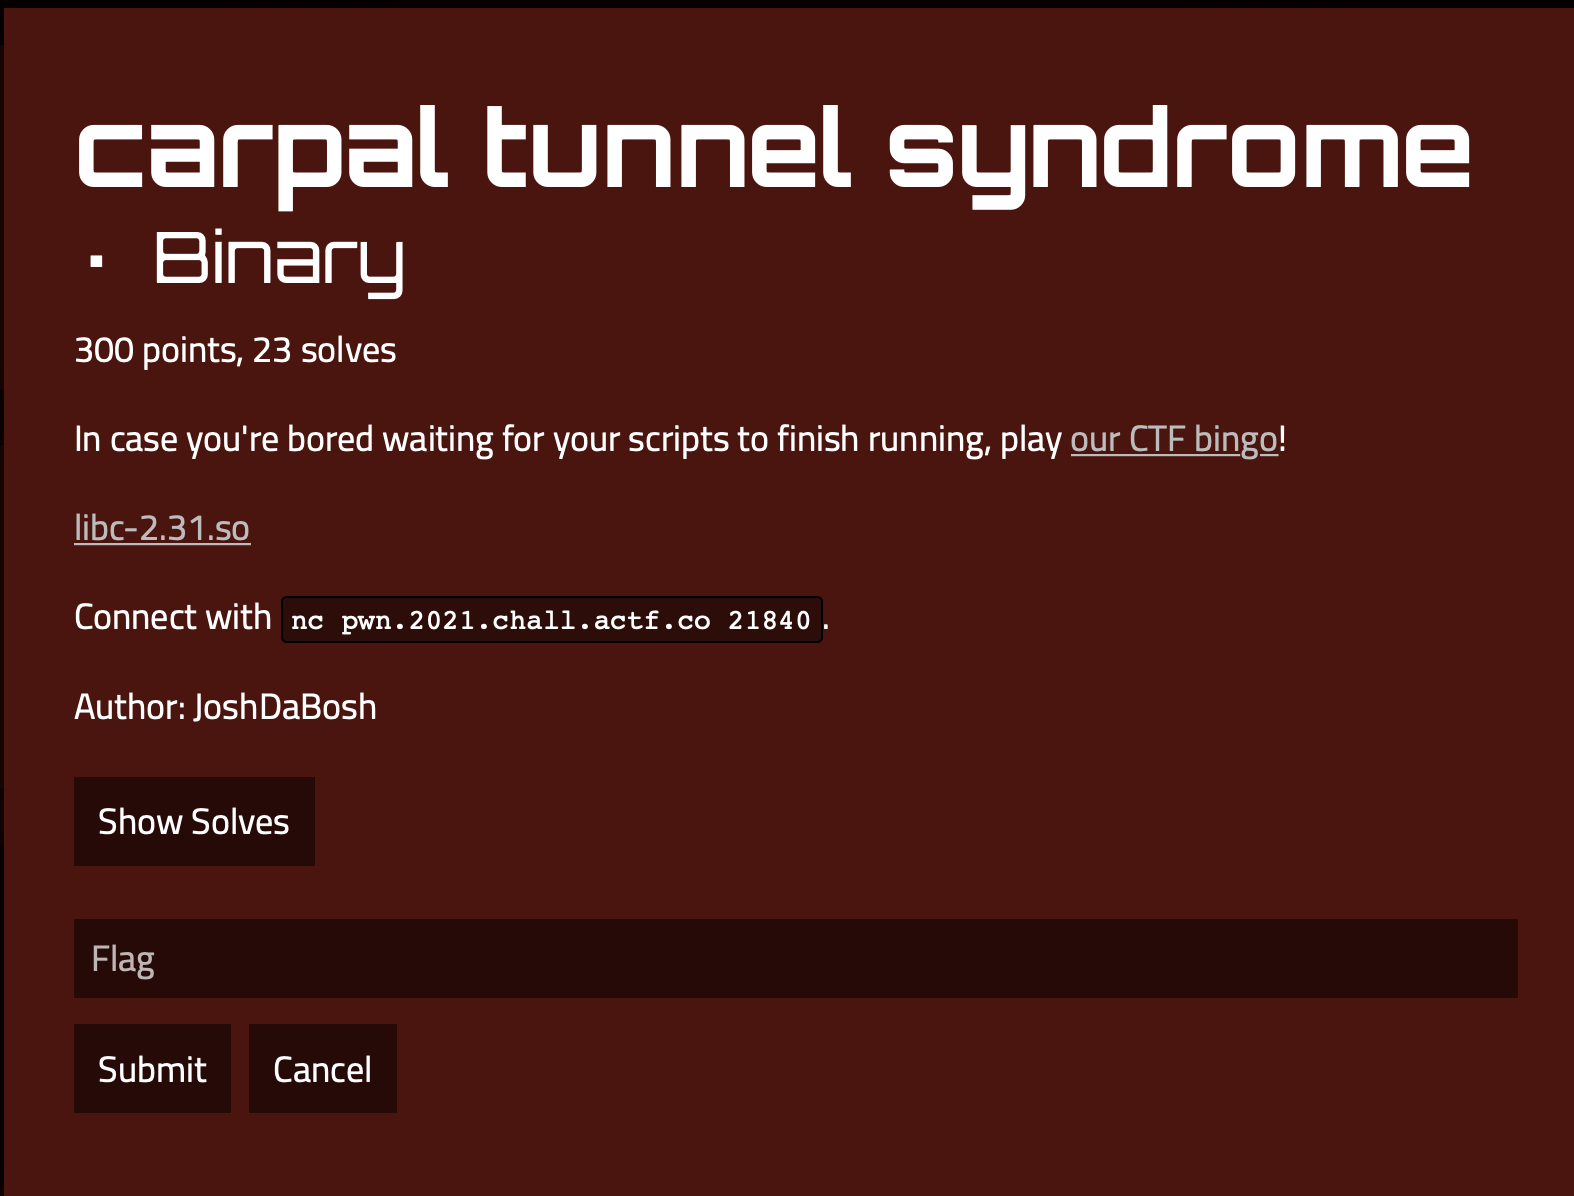 carpal tunnel syndrome
· Binary
300 points, 23 solves
In case you're bored waiting for your scripts to finish running, play our CTF bingo!
libc-2.31.so
Connect with nc pwn.2021.chall.actf.co 21840.
Author: JoshDaBosh
Show Solves
Flag
Submit Cancel